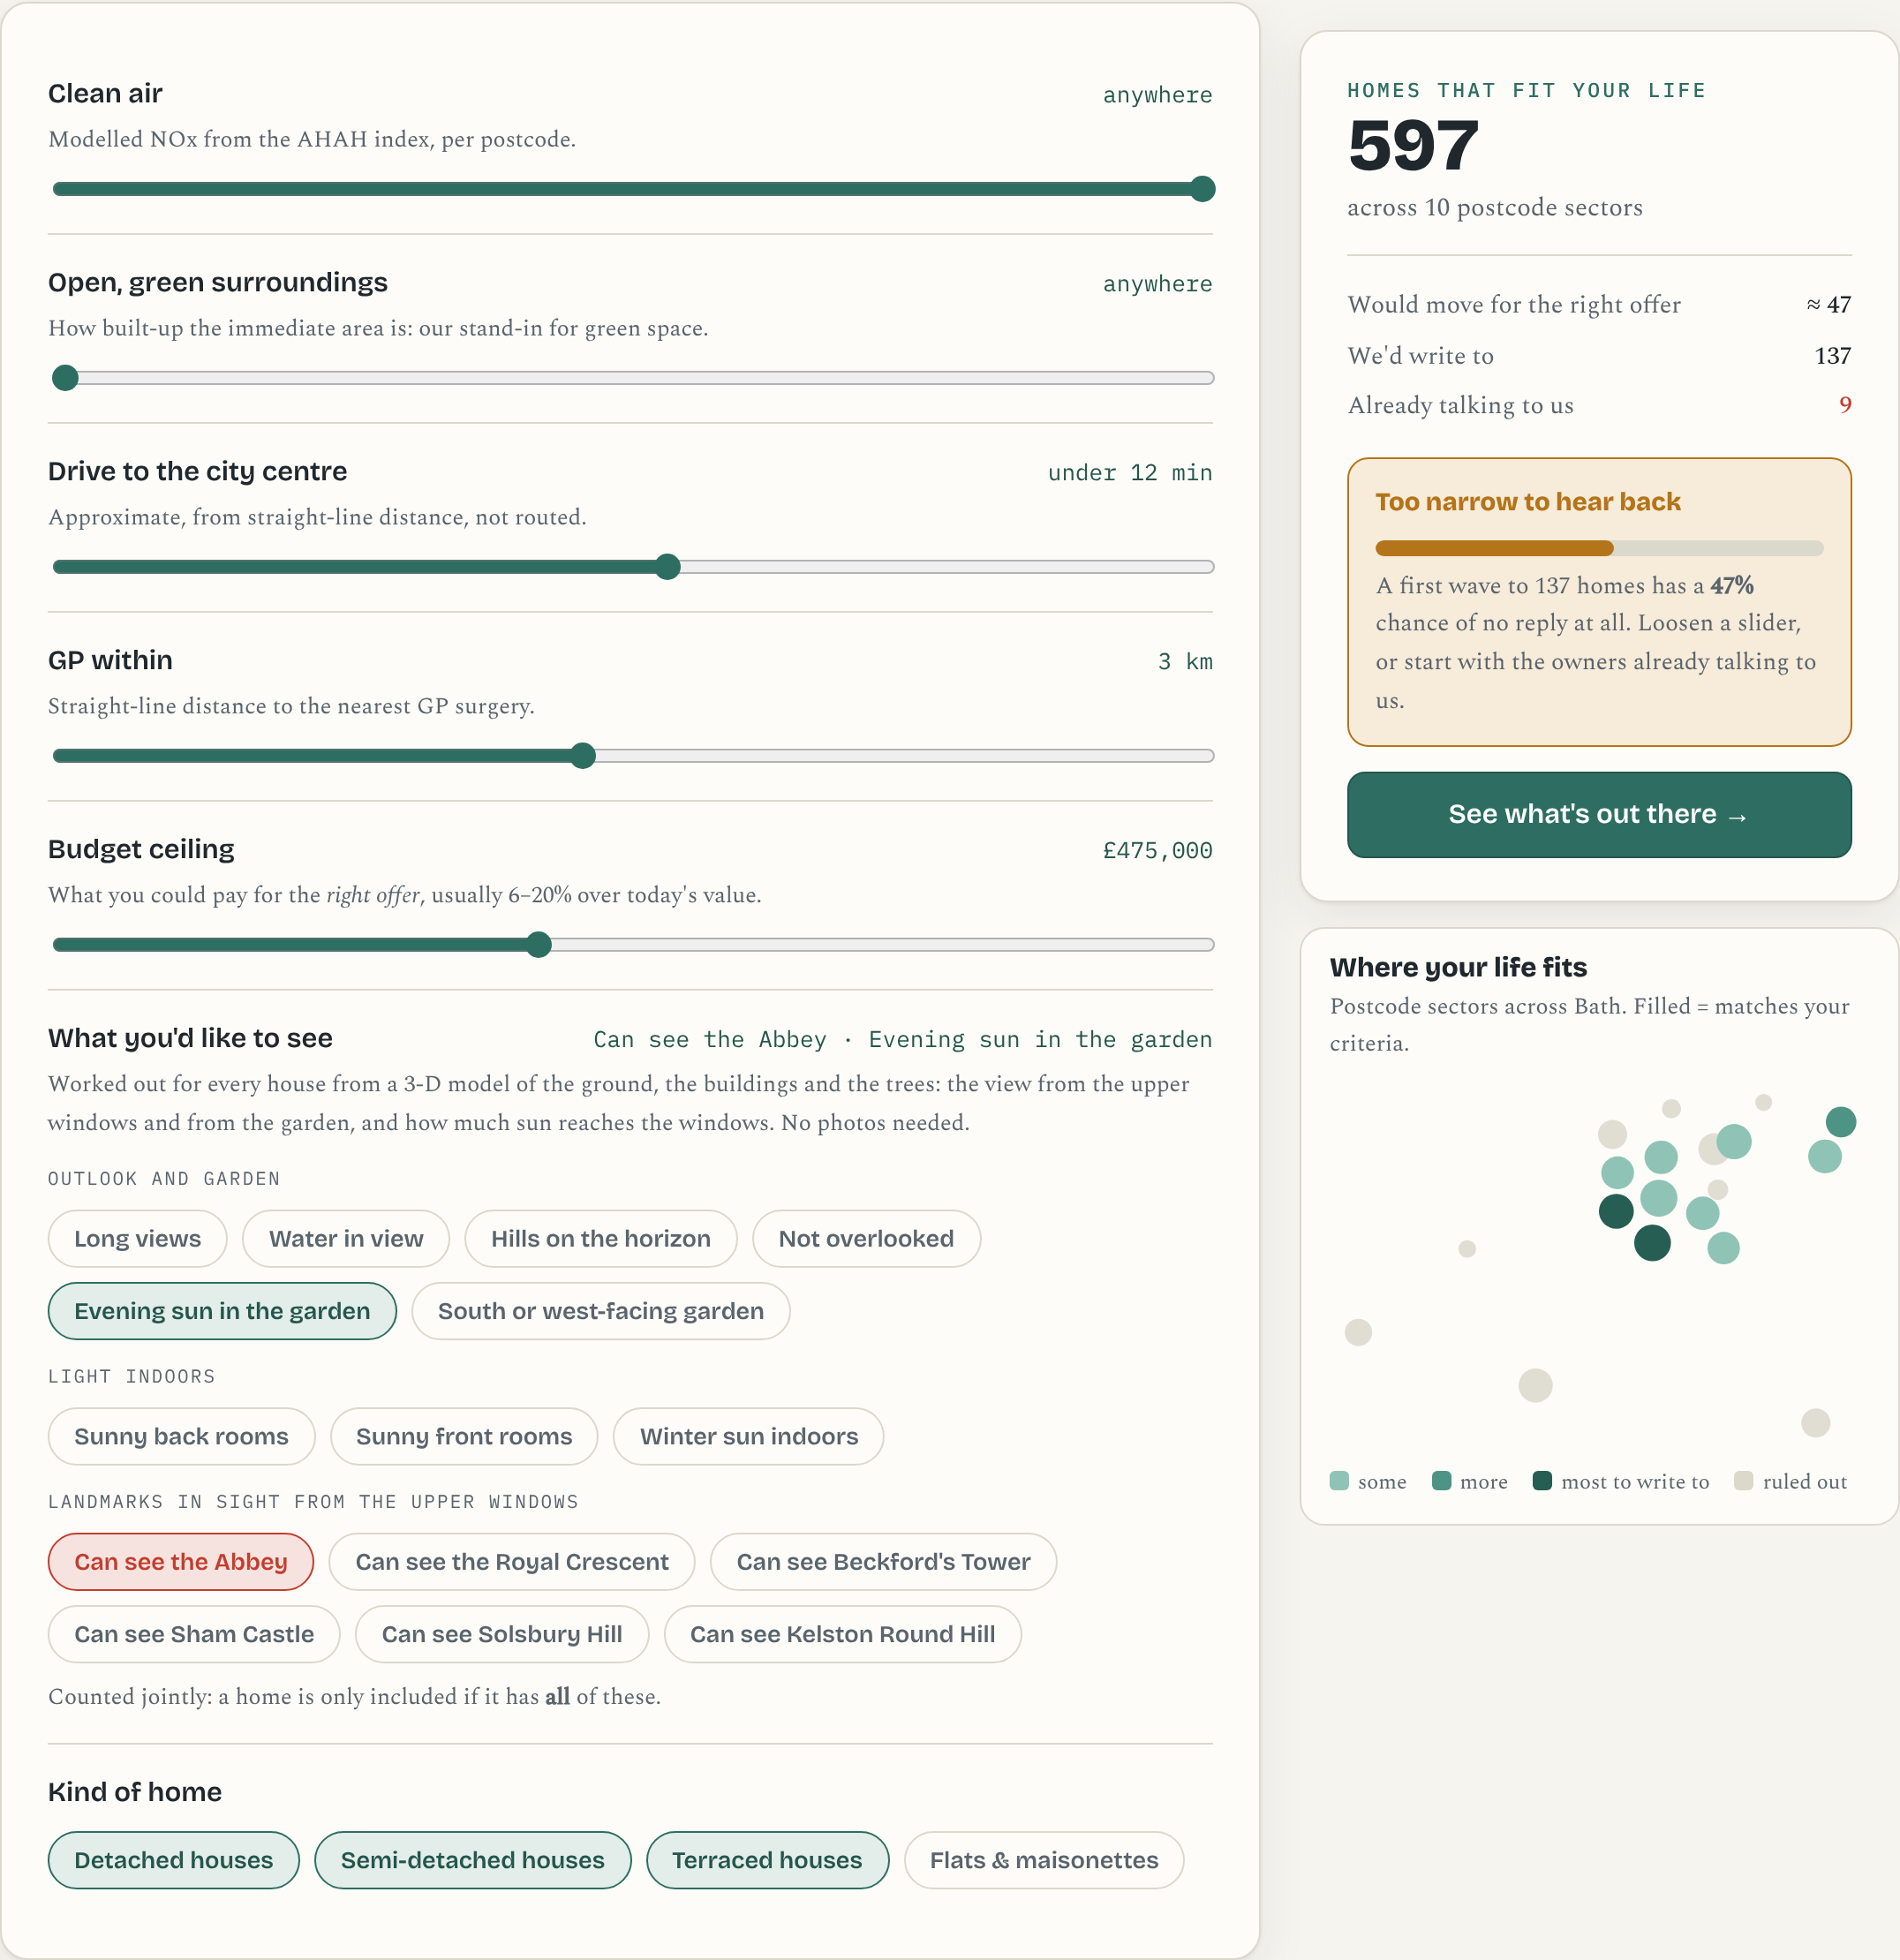 Clean air
anywhere
Modelled NOx from the AHAH index, per postcode.
Open, green surroundings
anywhere
How built-up the immediate area is: our stand-in for green space.
Drive to the city centre
under 12 min
Approximate, from straight-line distance, not routed.
GP within
3 km
Straight-line distance to the nearest GP surgery.
Budget ceiling
£475,000
What you could pay for the right offer, usually 6–20% over today's value.
What you'd like to see
Can see the Abbey · Evening sun in the garden
Worked out for every house from a 3-D model of the ground, the buildings and the trees: the view from the upper
windows and from the garden, and how much sun reaches the windows. No photos needed.
OUTLOOK AND GARDEN
Long views
Water in view
Hills on the horizon
Not overlooked
Evening sun in the garden
South or west-facing garden
LIGHT INDOORS
Sunny back rooms
Sunny front rooms
Winter sun indoors
LANDMARKS IN SIGHT FROM THE UPPER WINDOWS
Can see the Abbey
Can see the Royal Crescent
Can see Beckford's Tower
Can see Sham Castle
Can see Solsbury Hill
Can see Kelston Round Hill
Counted jointly: a home is only included if it has all of these.
Kind of home
Detached houses
Semi-detached houses
Terraced houses
Flats & maisonettes
HOMES THAT FIT YOUR LIFE
597
across 10 postcode sectors
Would move for the right offer
≈ 47
We'd write to
137
Already talking to us
9
Too narrow to hear back
A first wave to 137 homes has a 47%
chance of no reply at all. Loosen a slider,
or start with the owners already talking to
us.
See what's out there →
Where your life fits
Postcode sectors across Bath. Filled = matches your
criteria.
some
more
most to write to
ruled out